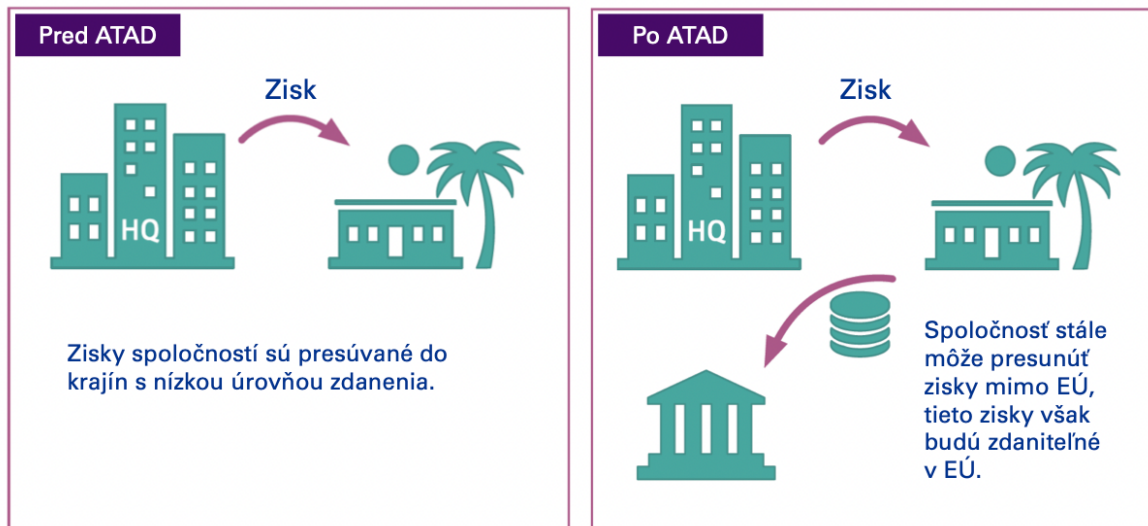 Pred ATAD
Zisk
HQ
Zisky spoločností sú presúvané do
krajín s nízkou úrovňou zdanenia.
Po ATAD
Zisk
HQ
Spoločnosť stále
môže presunúť
zisky mimo EÚ,
tieto zisky však
budú zdaniteľné
v EÚ.